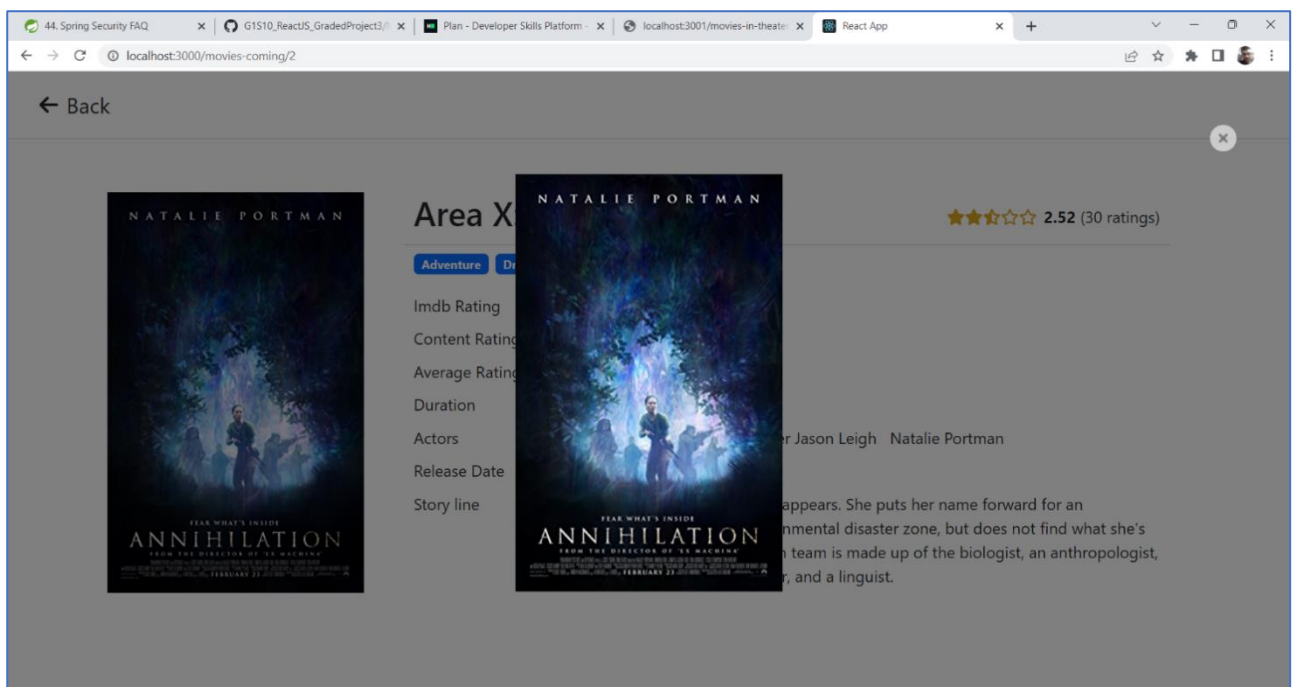 44. Spring Security FAQ
G1S10_ReactJS_GradedProject3/
Plan - Developer Skills Platform -
localhost:3001/movies-in-theater
React App
localhost:3000/movies-coming/2
Back
NATALIE PORTMAN
FEAR WHAT'S INSIDE
ANNIHILATION
FROM THE DIRECTOR OF 'EX MACHINA'
FEBRUARY 23
Area X
2.52 (30 ratings)
Adventure
Dr
Imdb Rating
Content Rating
Average Rating
Duration
Actors
r Jason Leigh Natalie Portman
Release Date
Story line
appears. She puts her name forward for an
nmental disaster zone, but does not find what she's
n team is made up of the biologist, an anthropologist,
r, and a linguist.
NATALIE PORTMAN
FEAR WHAT'S INSIDE
ANNIHILATION
FROM THE DIRECTOR OF 'EX MACHINA'
FEBRUARY 23